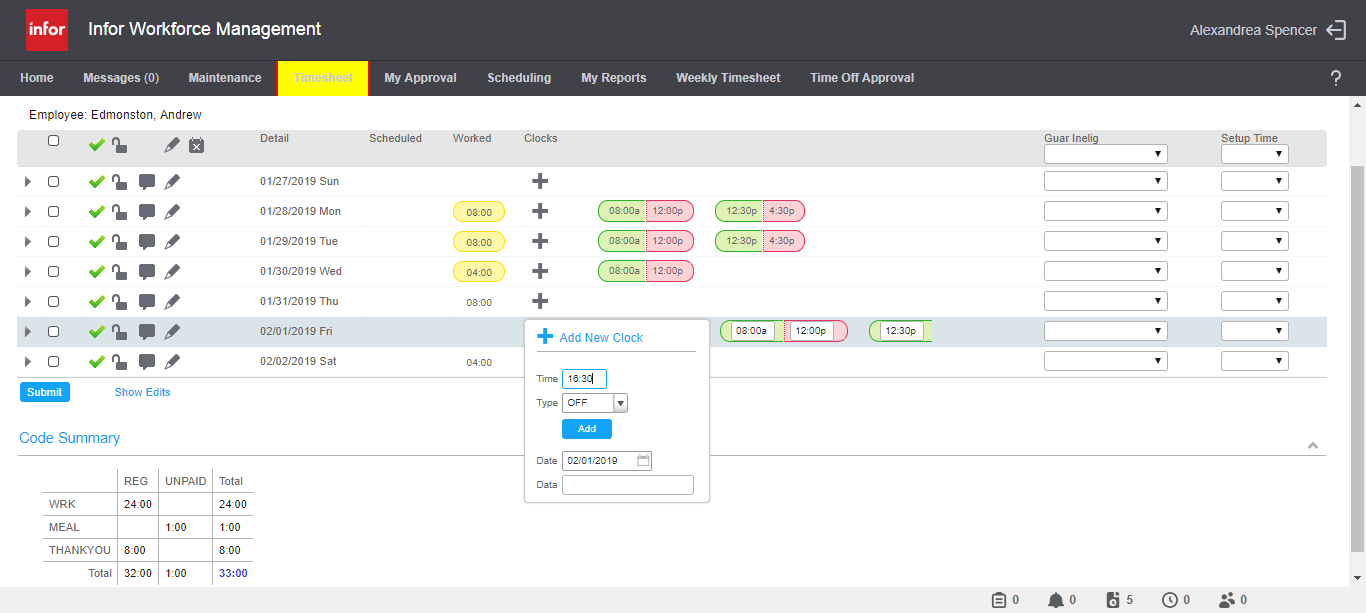 infor Infor Workforce Management Alexandrea Spencer
Home Messages (0) Maintenance Timesheet My Approval Scheduling My Reports Weekly Timesheet Time Off Approval ?
Employee: Edmonston, Andrew
Detail Scheduled Worked Clocks Guar Inelig Setup Time
01/27/2019 Sun
01/28/2019 Mon 08:00 08:00a 12:00p 12:30p 4:30p
01/29/2019 Tue 08:00 08:00a 12:00p 12:30p 4:30p
01/30/2019 Wed 04:00 08:00a 12:00p
01/31/2019 Thu 08:00
02/01/2019 Fri 08:00a 12:00p 12:30p
02/02/2019 Sat 04:00
Add New Clock
Time 16:30
Type OFF
Add
Date 02/01/2019
Data
Submit Show Edits
Code Summary
REG UNPAID Total
WRK 24:00 24:00
MEAL 1:00 1:00
THANKYOU 8:00 8:00
Total 32:00 1:00 33:00
0 0 5 0 0